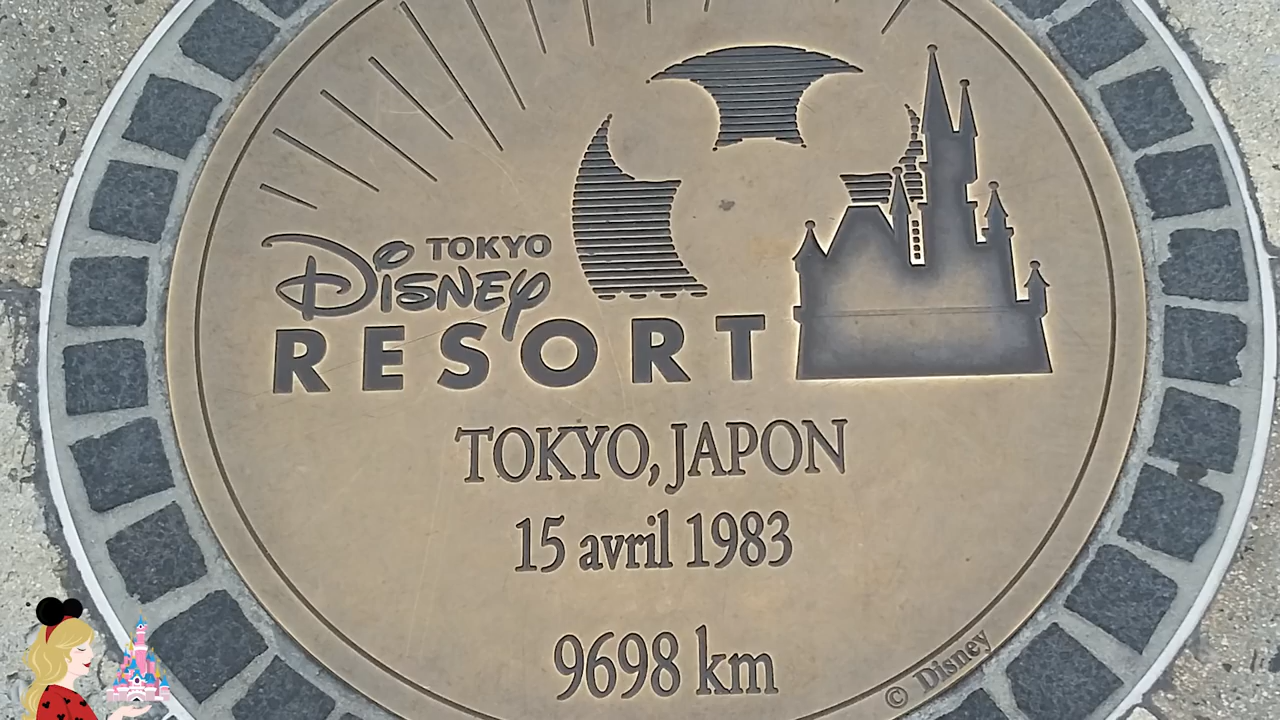 TOKYO
Disney
RESORT
TOKYO, JAPON
15 avril 1983
9698 km
© Disney